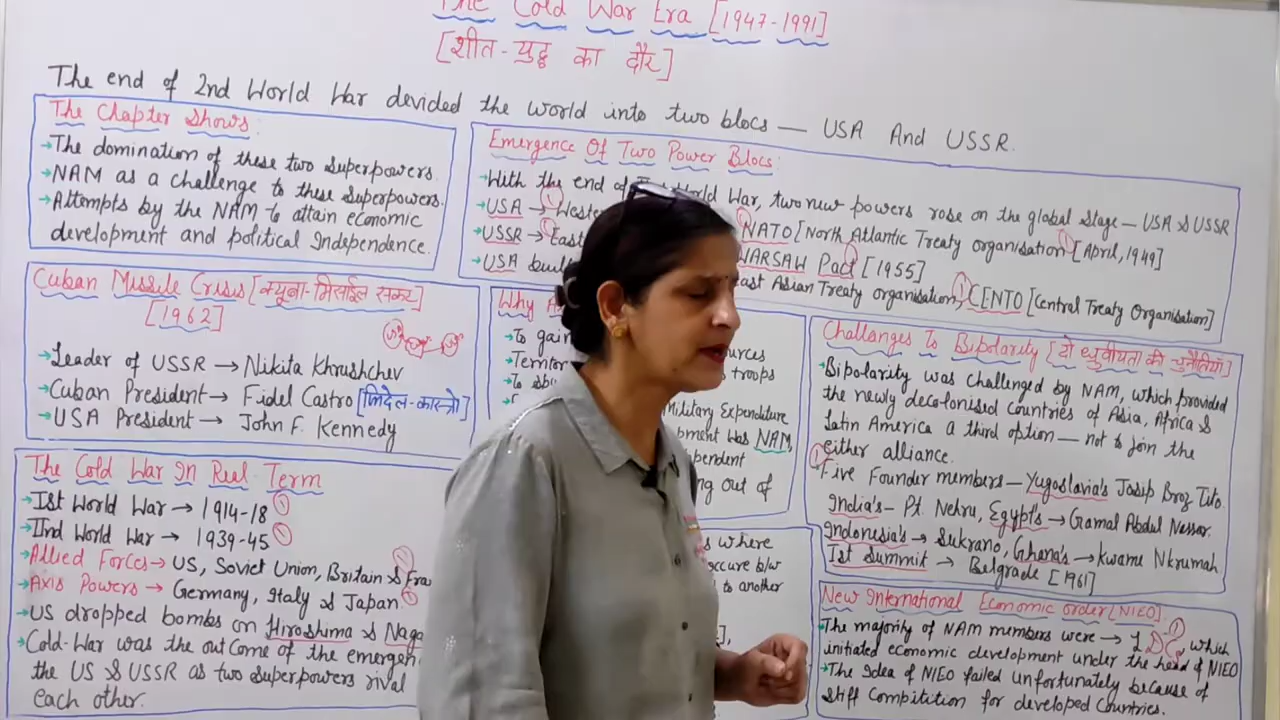 The Cold War Era [1947-1991]
[शीत-युद्ध का दौर]
The end of 2nd World War devided the world into two blocs — USA And USSR.
The Chapter Shows:
→The domination of these two superpowers.
→NAM as a challenge to these superpowers.
→Attempts by the NAM to attain economic
development and political Independence.
Emergence Of Two Power Blocs:
→With the end of World War, two new powers rose on the global stage — USA & USSR
→USA → Weste NATO [North Atlantic Treaty organisation] [April, 1949]
→USSR → East WARSAW Pact [1955]
→USA built East Asian Treaty organisation, CENTO [Central Treaty Organisation]
Cuban Missile Crisis [क्यूबा-मिसाईल संकट]
[1962]
→Leader of USSR → Nikita Khrushchev
→Cuban President → Fidel Castro [फिदेल-कास्त्रो]
→USA President → John F. Kennedy
Why A
→To gain ources
→Territor troops
→To
Military Expenditure
pment was NAM,
ependent
ng out of
The Cold War In Real Term
→Ist World War → 1914-18
→IInd World War → 1939-45
→Allied Forces → US, Soviet Union, Britain & Fra
→Axis Powers → Germany, Italy & Japan.
→US dropped bombs on Hiroshima & Naga
→Cold-War was the outcome of the emergen
the US & USSR as two superpowers rival
each other.
s where
occure b/w
to another
Challenges To Bipolarity [दो ध्रुवीयता की चुनौतियाँ]
→Bipolarity was challenged by NAM, which provided
the newly decolonised countries of Asia, Africa &
Latin America a third option — not to join the
either alliance.
→Five Founder members — Yugoslavia's Josip Broz Tito,
India's — Pt. Nehru, Egypt's → Gamal Abdul Nessar.
Indonesia's → Sukrano, Ghana's → Kwame Nkrumah
Ist Summit → Belgrade [1961]
New International Economic order [NIEO]:
→The majority of NAM members were → LDCs which
initiated economic development under the head of NIEO
→The Idea of NIEO failed unfortunately because of
stiff Compitition for developed Countries.